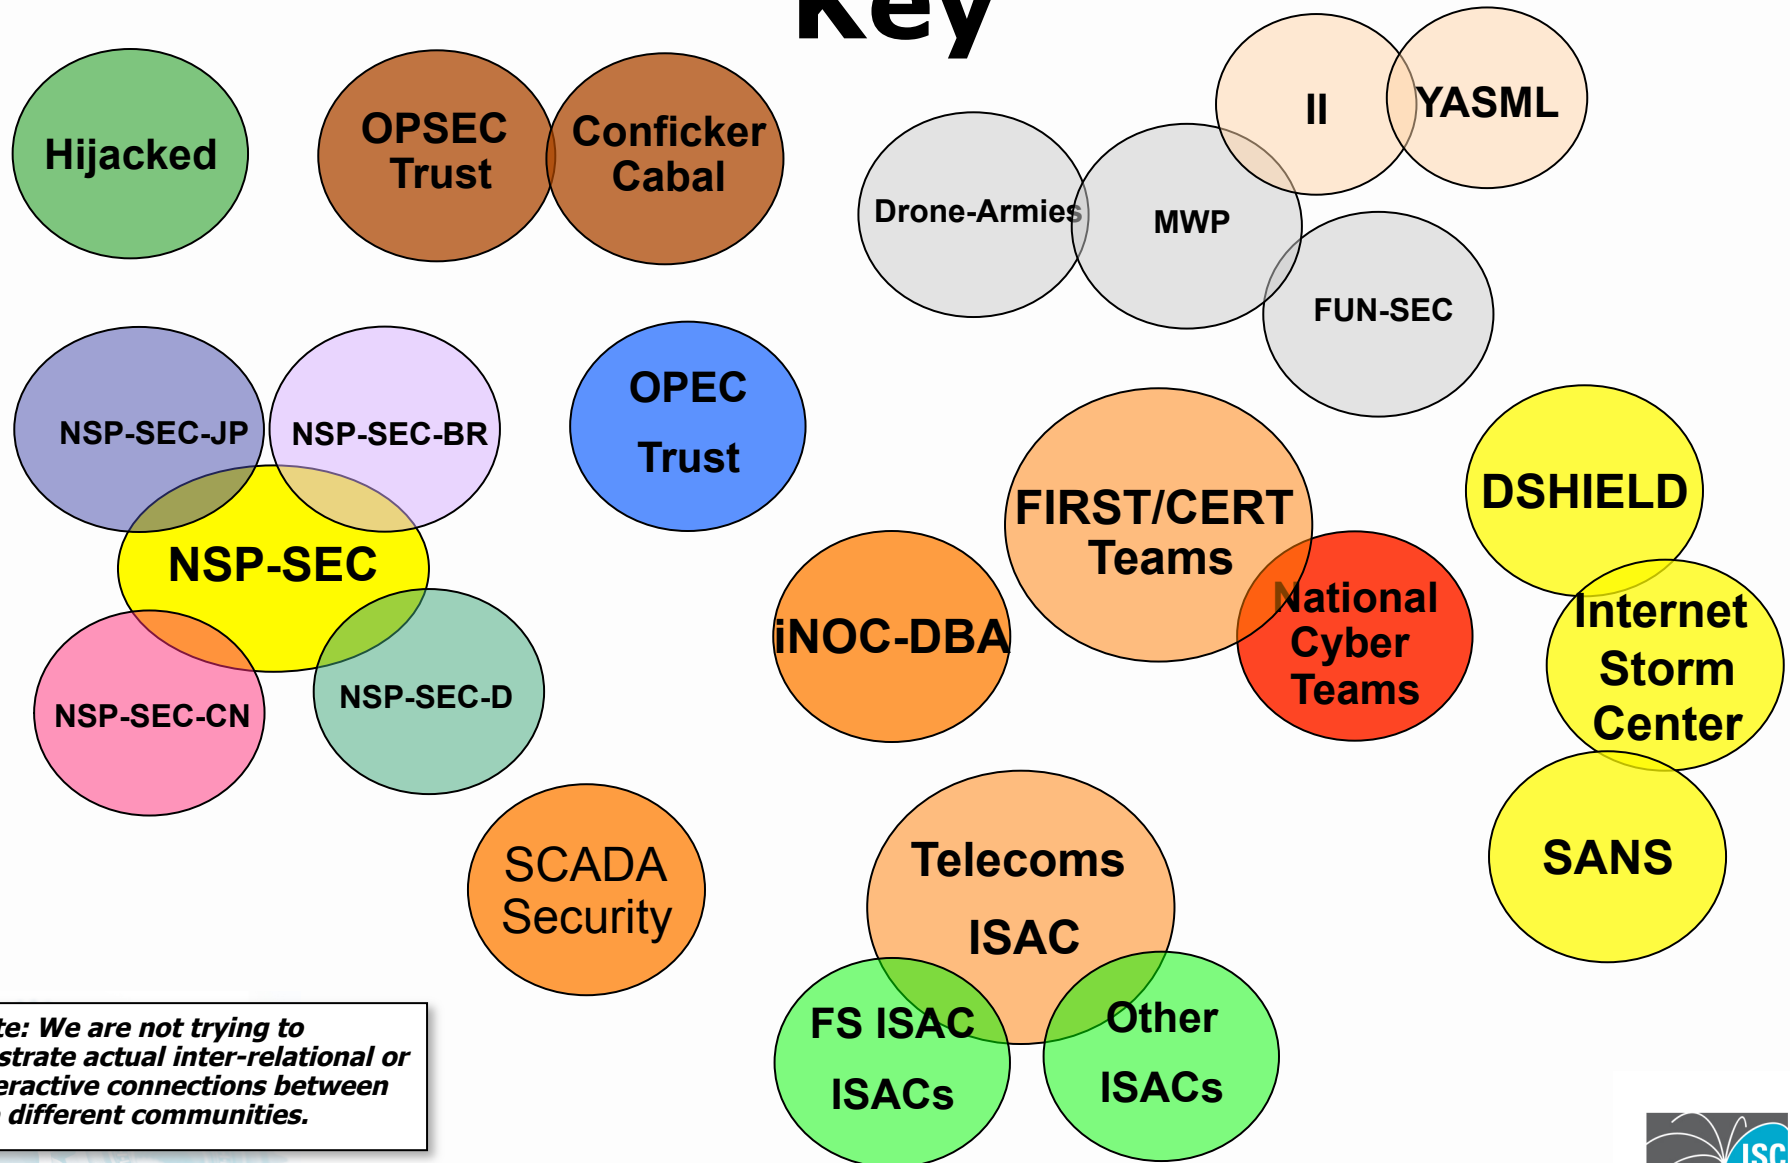 Key
Hijacked
OPSEC
Trust
Conficker
Cabal
II
YASML
Drone-Armies
MWP
FUN-SEC
NSP-SEC-JP
NSP-SEC-BR
NSP-SEC
NSP-SEC-CN
NSP-SEC-D
OPEC
Trust
FIRST/CERT
Teams
National
Cyber
Teams
iNOC-DBA
DSHIELD
Internet
Storm
Center
SANS
SCADA
Security
Telecoms
ISAC
FS ISAC
ISACs
Other
ISACs
te: We are not trying to
strate actual inter-relational or
eractive connections between
different communities.
ISC